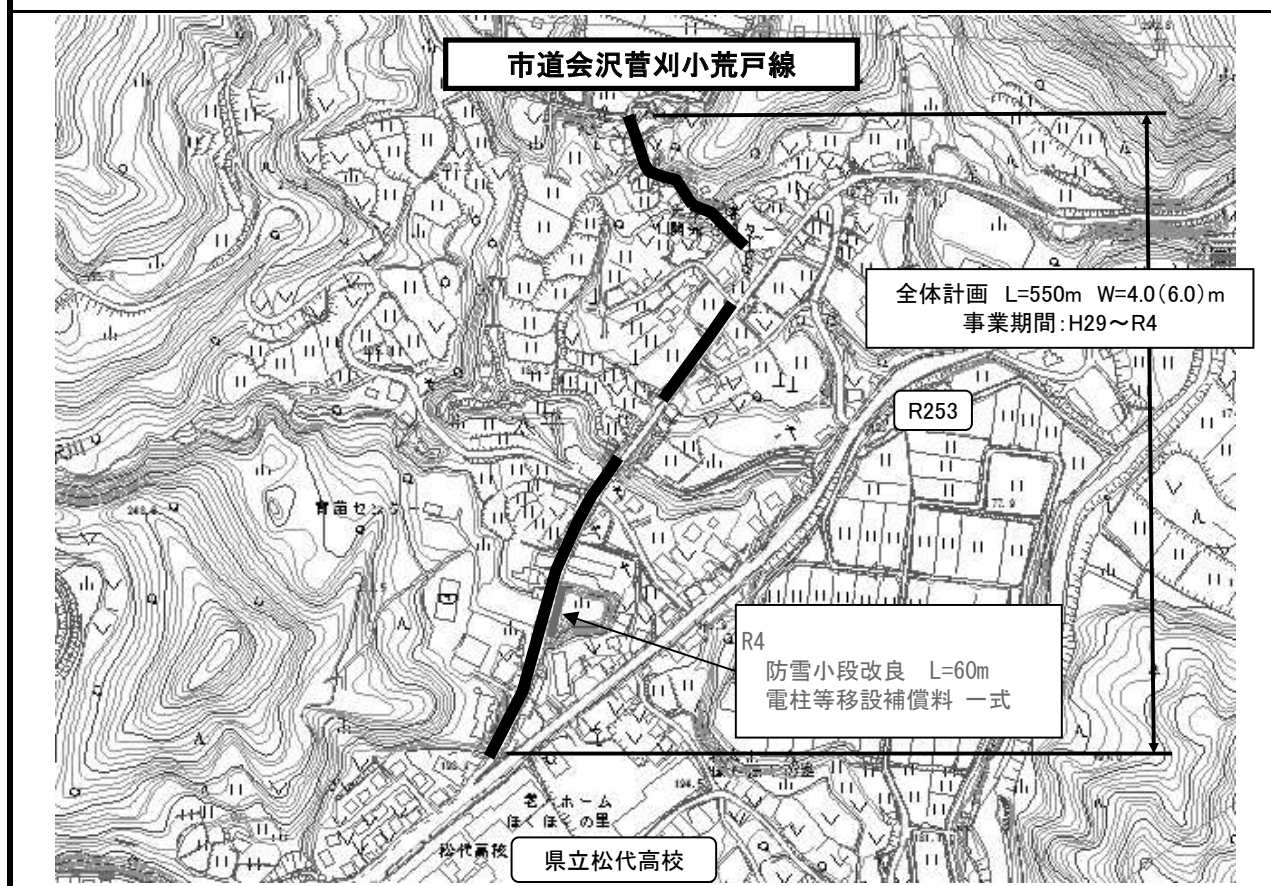 市道会沢菅刈小荒戸線
全体計画 L=550m W=4.0(6.0)m
事業期間:H29~R4
R253
育苗センター
R4
防雪小段改良 L=60m
電柱等移設補償料 一式
老人ホーム
ほくほくの里
松代高校
県立松代高校